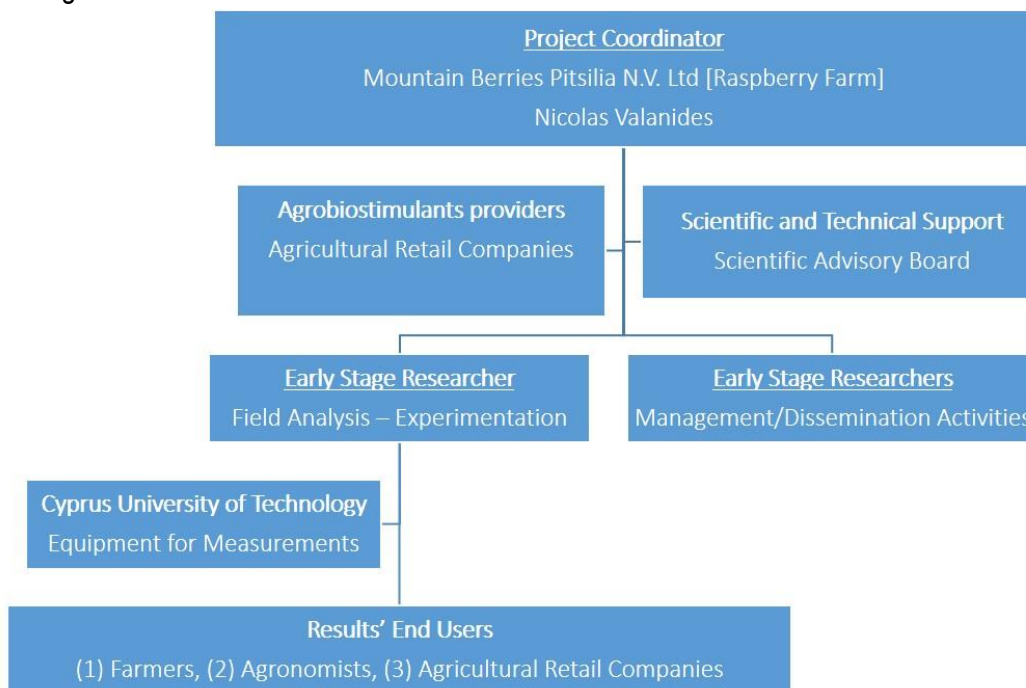 Project Coordinator
Mountain Berries Pitsilia N.V. Ltd [Raspberry Farm]
Nicolas Valanides
Agrobiostimulants providers
Agricultural Retail Companies
Scientific and Technical Support
Scientific Advisory Board
Early Stage Researcher
Field Analysis – Experimentation
Early Stage Researchers
Management/Dissemination Activities
Cyprus University of Technology
Equipment for Measurements
Results’ End Users
(1) Farmers, (2) Agronomists, (3) Agricultural Retail Companies